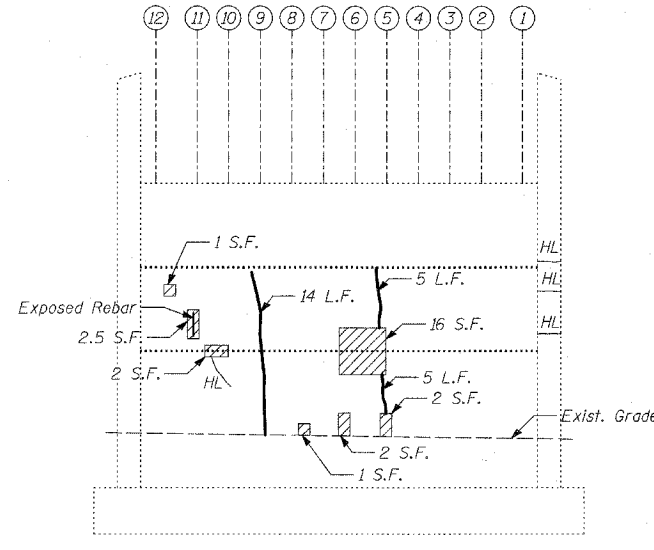 12 11 10 9 8 7 6 5 4 3 2 1
HL
1 S.F.
5 L.F.
HL
14 L.F.
Exposed Rebar
16 S.F.
HL
2.5 S.F.
2 S.F.
HL
5 L.F.
2 S.F.
Exist. Grade
2 S.F.
1 S.F.